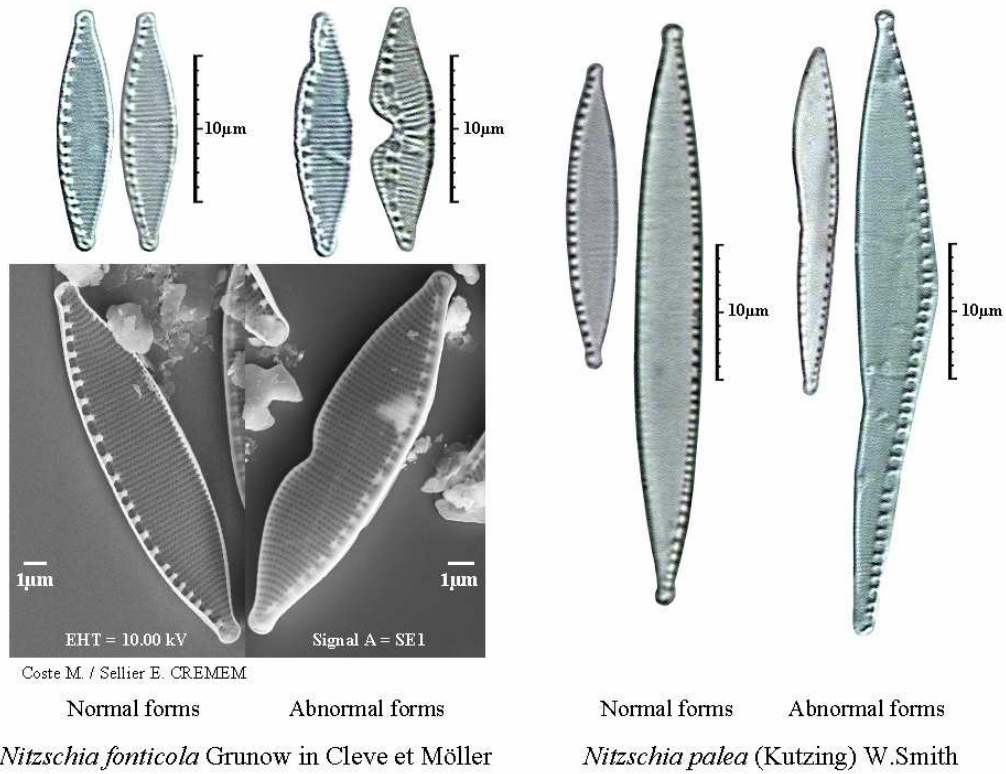 10µm
10µm
10µm
10µm
1µm
1µm
EHT = 10.00 kV
Signal A = SE1
Coste M. / Sellier E. CREMEM
Normal forms
Abnormal forms
Normal forms
Abnormal forms
Nitzschia fonticola Grunow in Cleve et Möller
Nitzschia palea (Kutzing) W.Smith